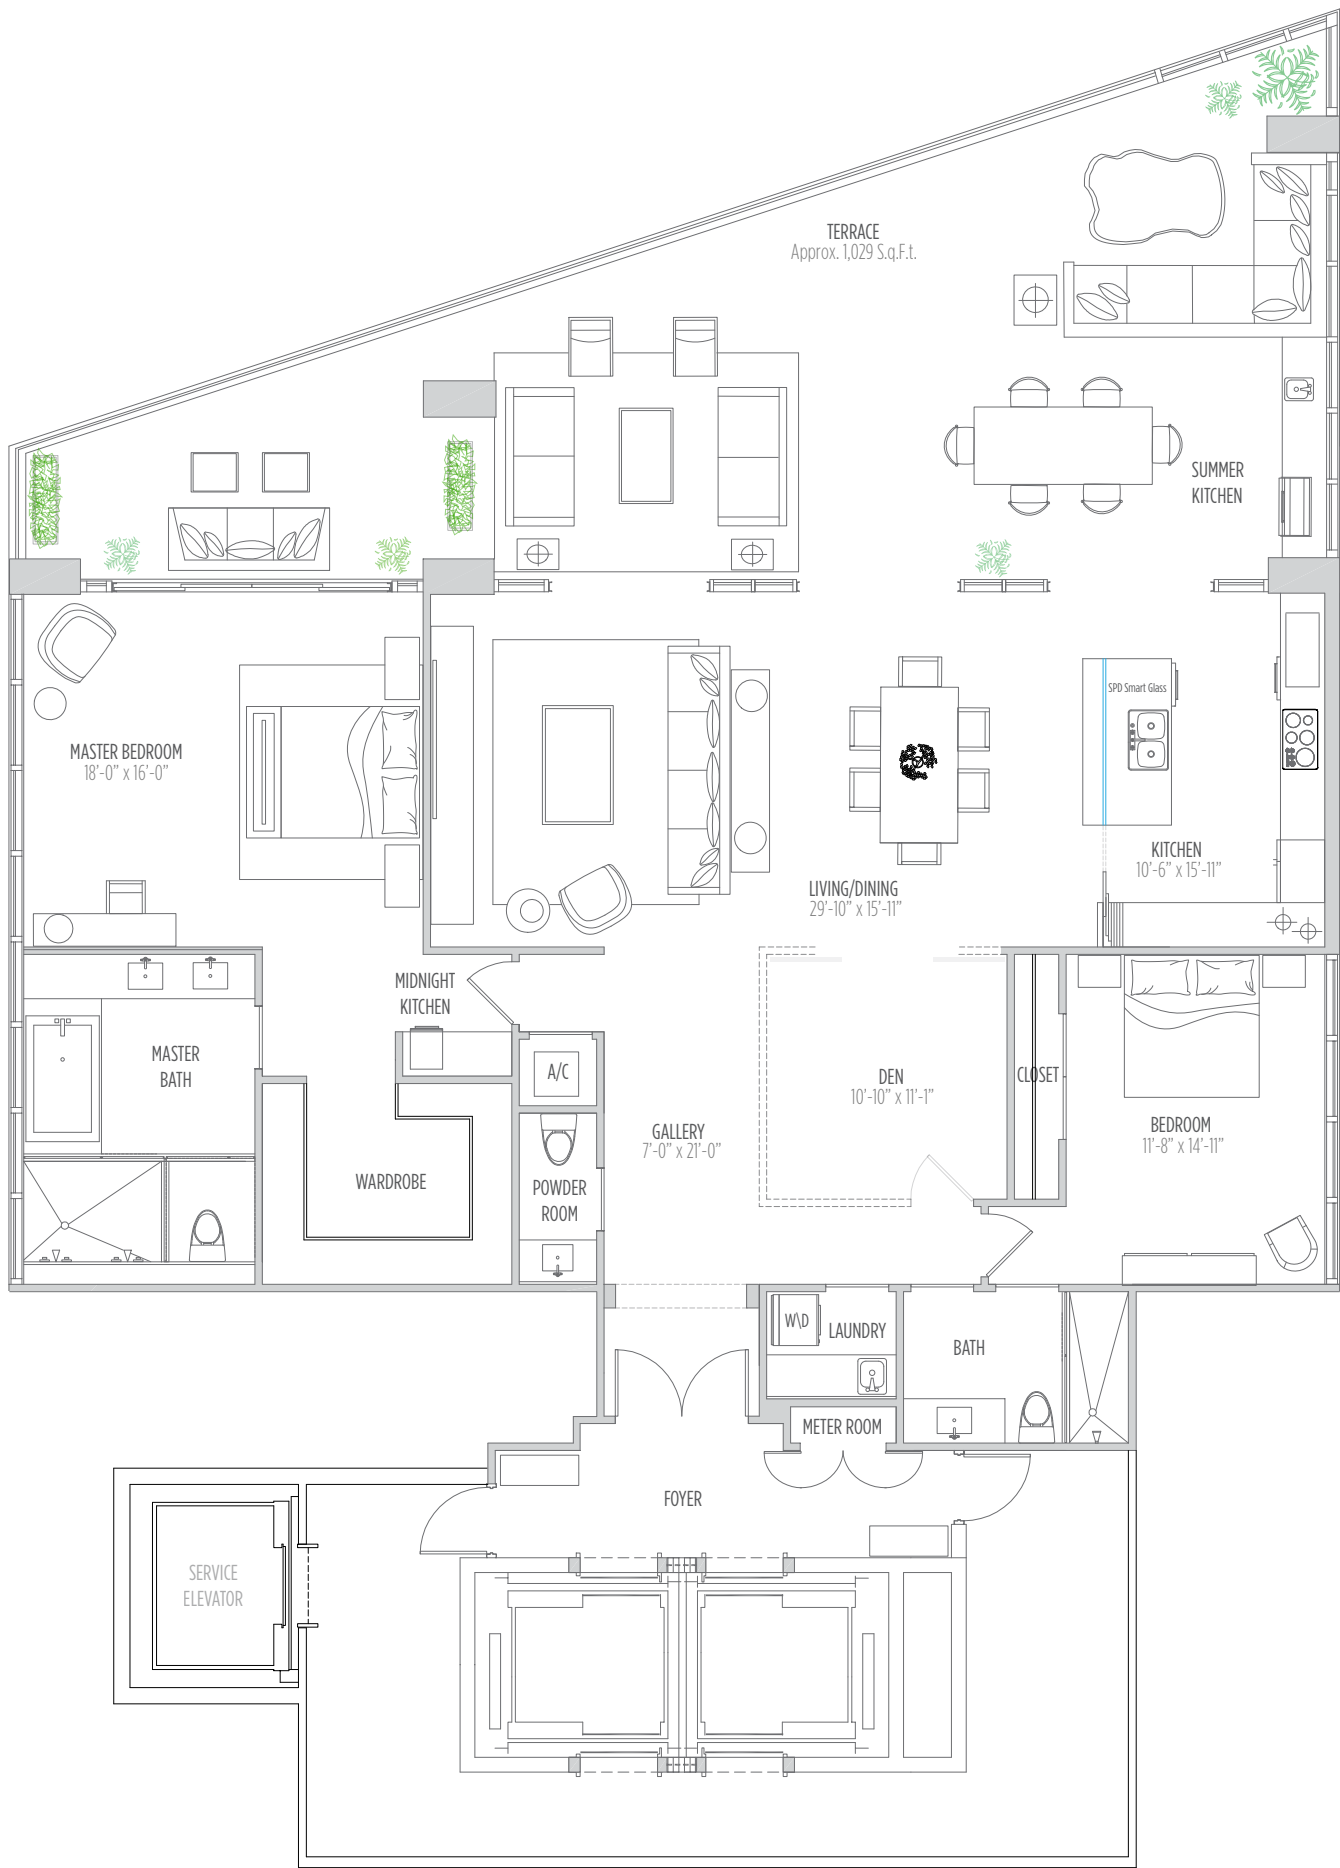 TERRACE
Approx. 1,029 S.q.F.t.
SUMMER
KITCHEN
SPD Smart Glass
MASTER BEDROOM
18'-0" x 16'-0"
KITCHEN
10'-6" x 15'-11"
LIVING/DINING
29'-10" x 15'-11"
MIDNIGHT
KITCHEN
MASTER
BATH
A/C
DEN
10'-10" x 11'-1"
CLOSET
GALLERY
7'-0" x 21'-0"
BEDROOM
11'-8" x 14'-11"
WARDROBE
POWDER
ROOM
W\D
LAUNDRY
BATH
METER ROOM
FOYER
SERVICE
ELEVATOR